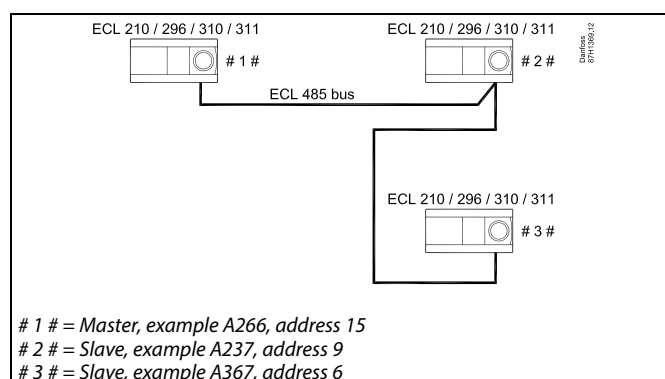 ECL 210 / 296 / 310 / 311
# 1 #
ECL 210 / 296 / 310 / 311
# 2 #
Danfoss
87H1369.12
ECL 485 bus
ECL 210 / 296 / 310 / 311
# 3 #
# 1 # = Master, example A266, address 15
# 2 # = Slave, example A237, address 9
# 3 # = Slave, example A367, address 6